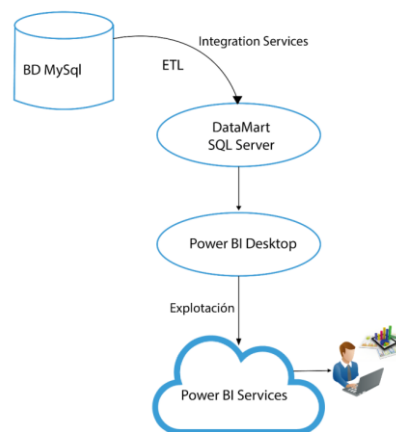 Integration Services
BD MySql
ETL
DataMart
SQL Server
Power BI Desktop
Explotación
Power BI Services